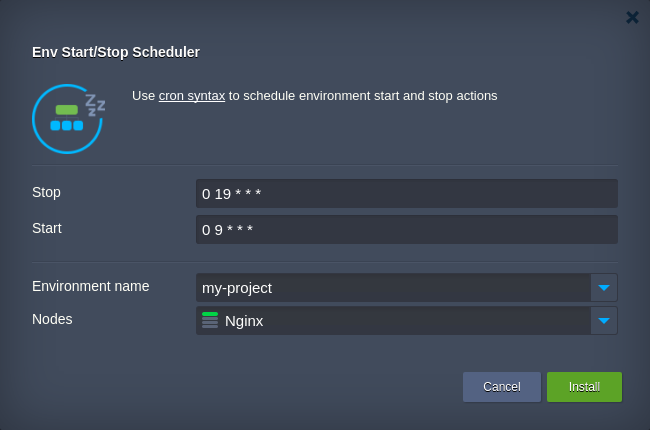 Env Start/Stop Scheduler
Z Z Z
Use cron syntax to schedule environment start and stop actions
Stop
0 19 * * *
Start
0 9 * * *
Environment name
my-project
Nodes
Nginx
Cancel
Install